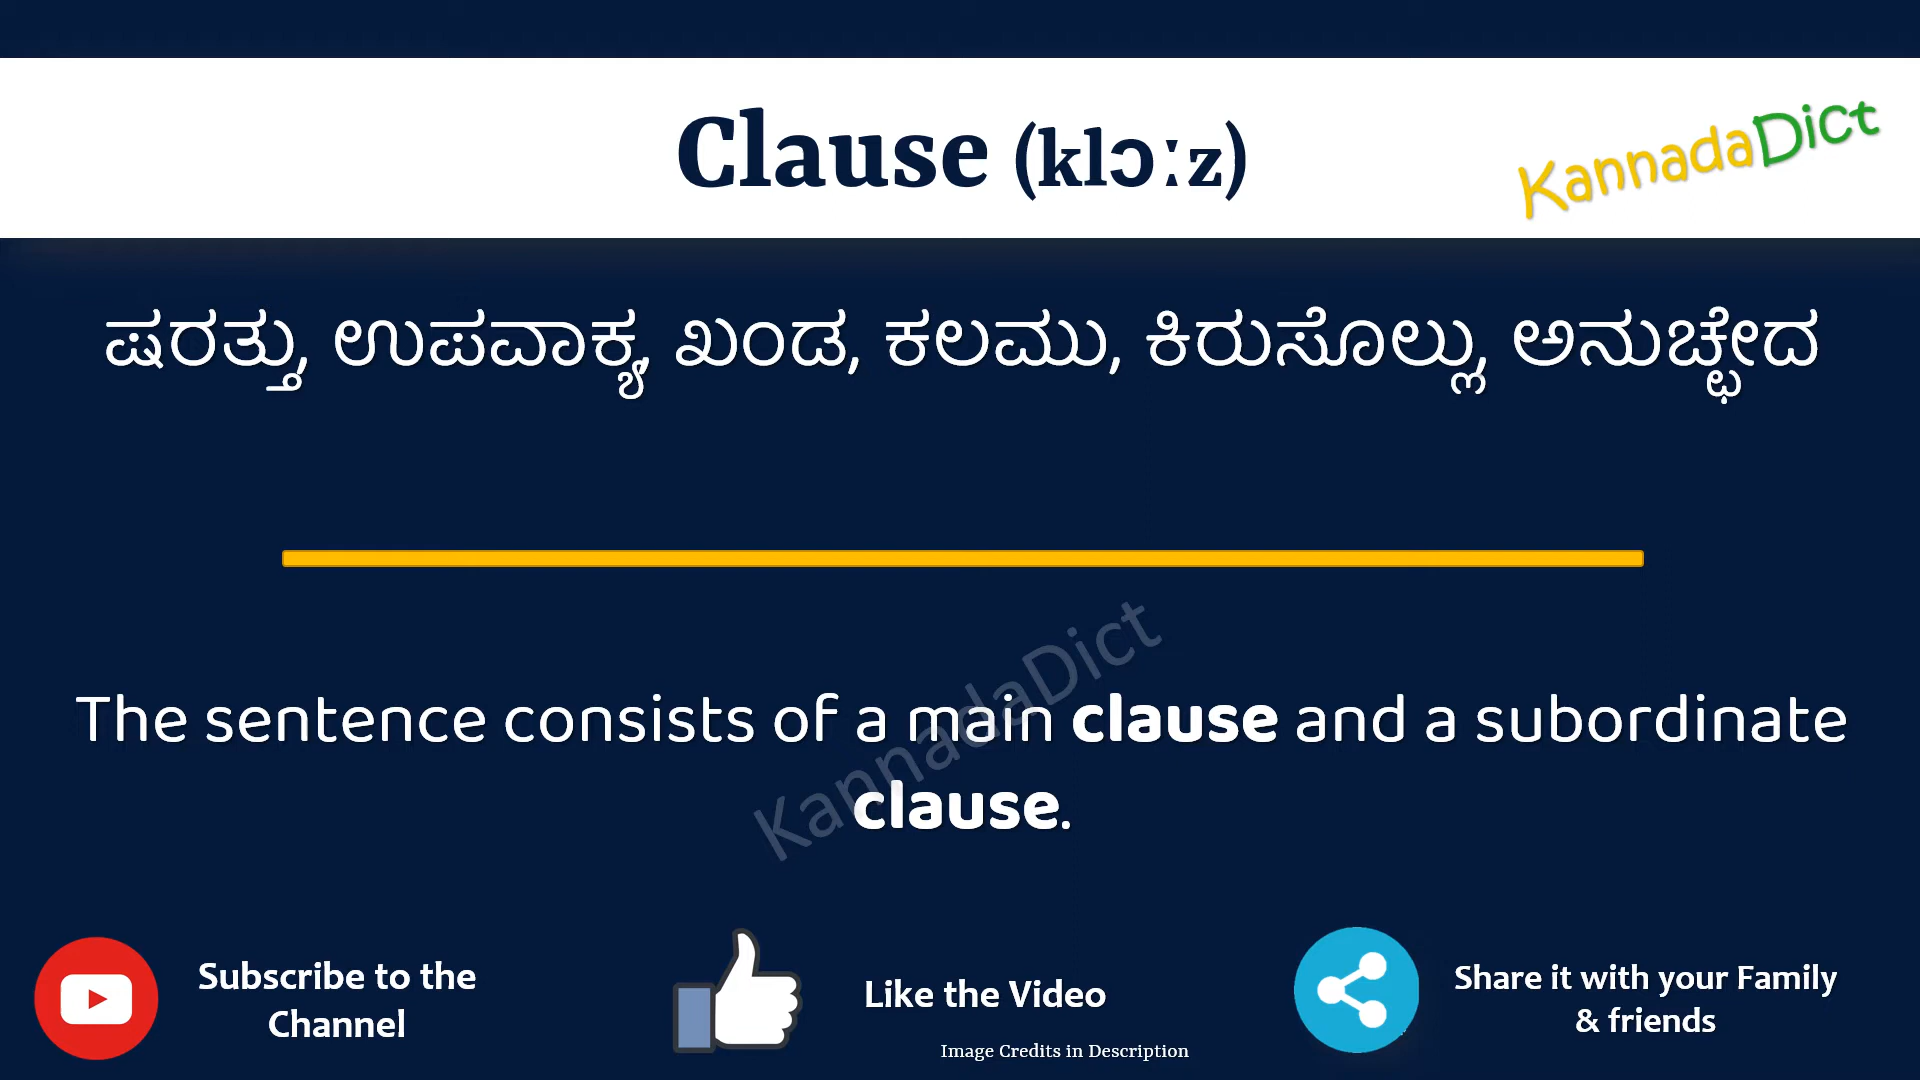 Clause (klɔːz)
KannadaDict
ಷರತ್ತು, ಉಪವಾಕ್ಯ, ಖಂಡ, ಕಲಮು, ಕಿರುಸೊಲ್ಲು, ಅನುಚ್ಛೇದ
KannadaDict
The sentence consists of a main clause and a subordinate
clause.
Subscribe to the
Channel
Like the Video
Share it with your Family
& friends
Image Credits in Description